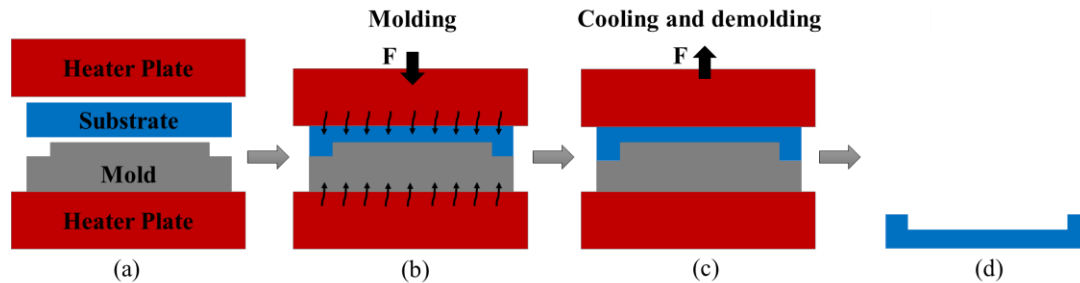 Molding
Cooling and demolding
F
F
Heater Plate
Substrate
Mold
Heater Plate
(a)
(b)
(c)
(d)